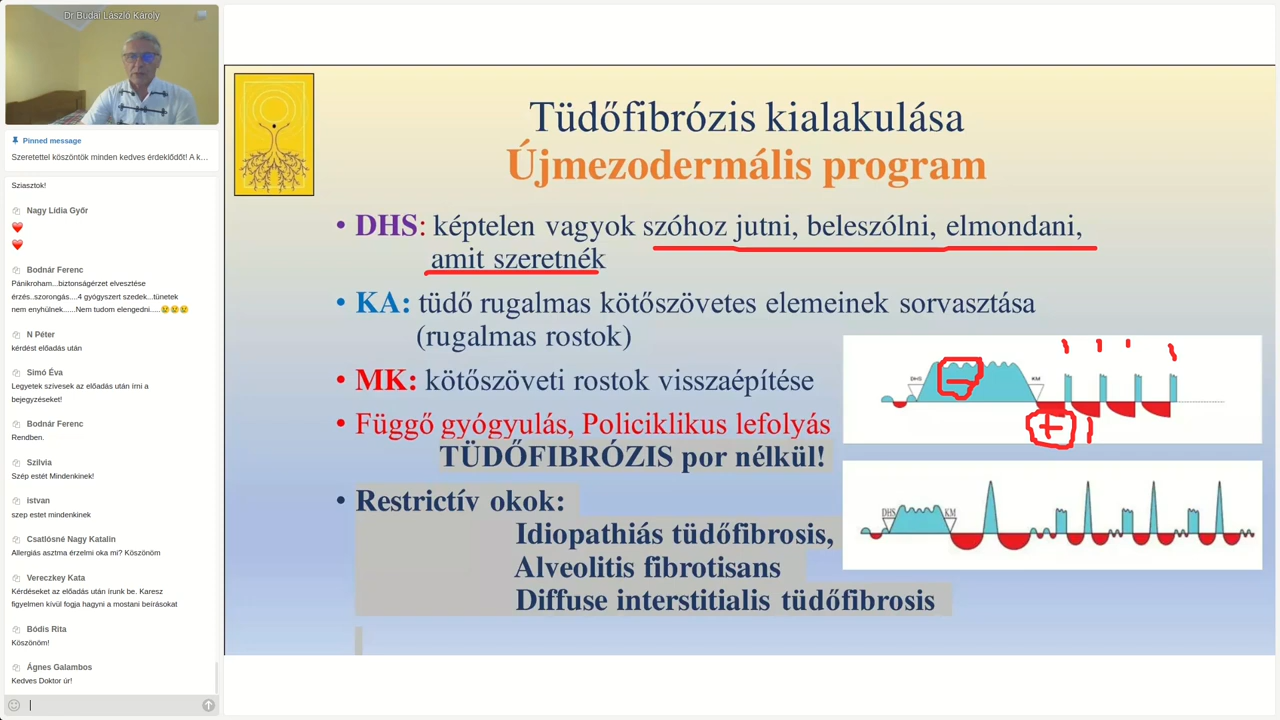 Dr Budai László Károly
Pinned message
Szeretettel köszöntök minden kedves érdeklődőt! A k…
Sziasztok!
Nagy Lídia Győr
Bodnár Ferenc
Pánikroham...biztonságérzet elvesztése
érzés..szorongás....4 gyógyszert szedek...tünetek
nem enyhülnek......Nem tudom elengedni.....
N Péter
kérdést előadás után
Simó Éva
Legyetek szívesek az előadás után írni a
bejegyzéseket!
Bodnár Ferenc
Rendben.
Szilvia
Szép estét Mindenkinek!
istvan
szep estet mindenkinek
Csatlósné Nagy Katalin
Allergiás asztma érzelmi oka mi? Köszönöm
Vereczkey Kata
Kérdéseket az előadás után írunk be. Karesz
figyelmen kívül fogja hagyni a mostani beírásokat
Bódis Rita
Köszönöm!
Ágnes Galambos
Kedves Doktor úr!
Tüdőfibrózis kialakulása
Újmezodermális program
• DHS: képtelen vagyok szóhoz jutni, beleszólni, elmondani,
amit szeretnék
• KA: tüdő rugalmas kötőszövetes elemeinek sorvasztása
(rugalmas rostok)
• MK: kötőszöveti rostok visszaépítése
• Függő gyógyulás, Policiklikus lefolyás
TÜDŐFIBRÓZIS por nélkül!
• Restrictív okok:
Idiopathiás tüdőfibrosis,
Alveolitis fibrotisans
Diffuse interstitialis tüdőfibrosis
DHS
KM
DHS
KM